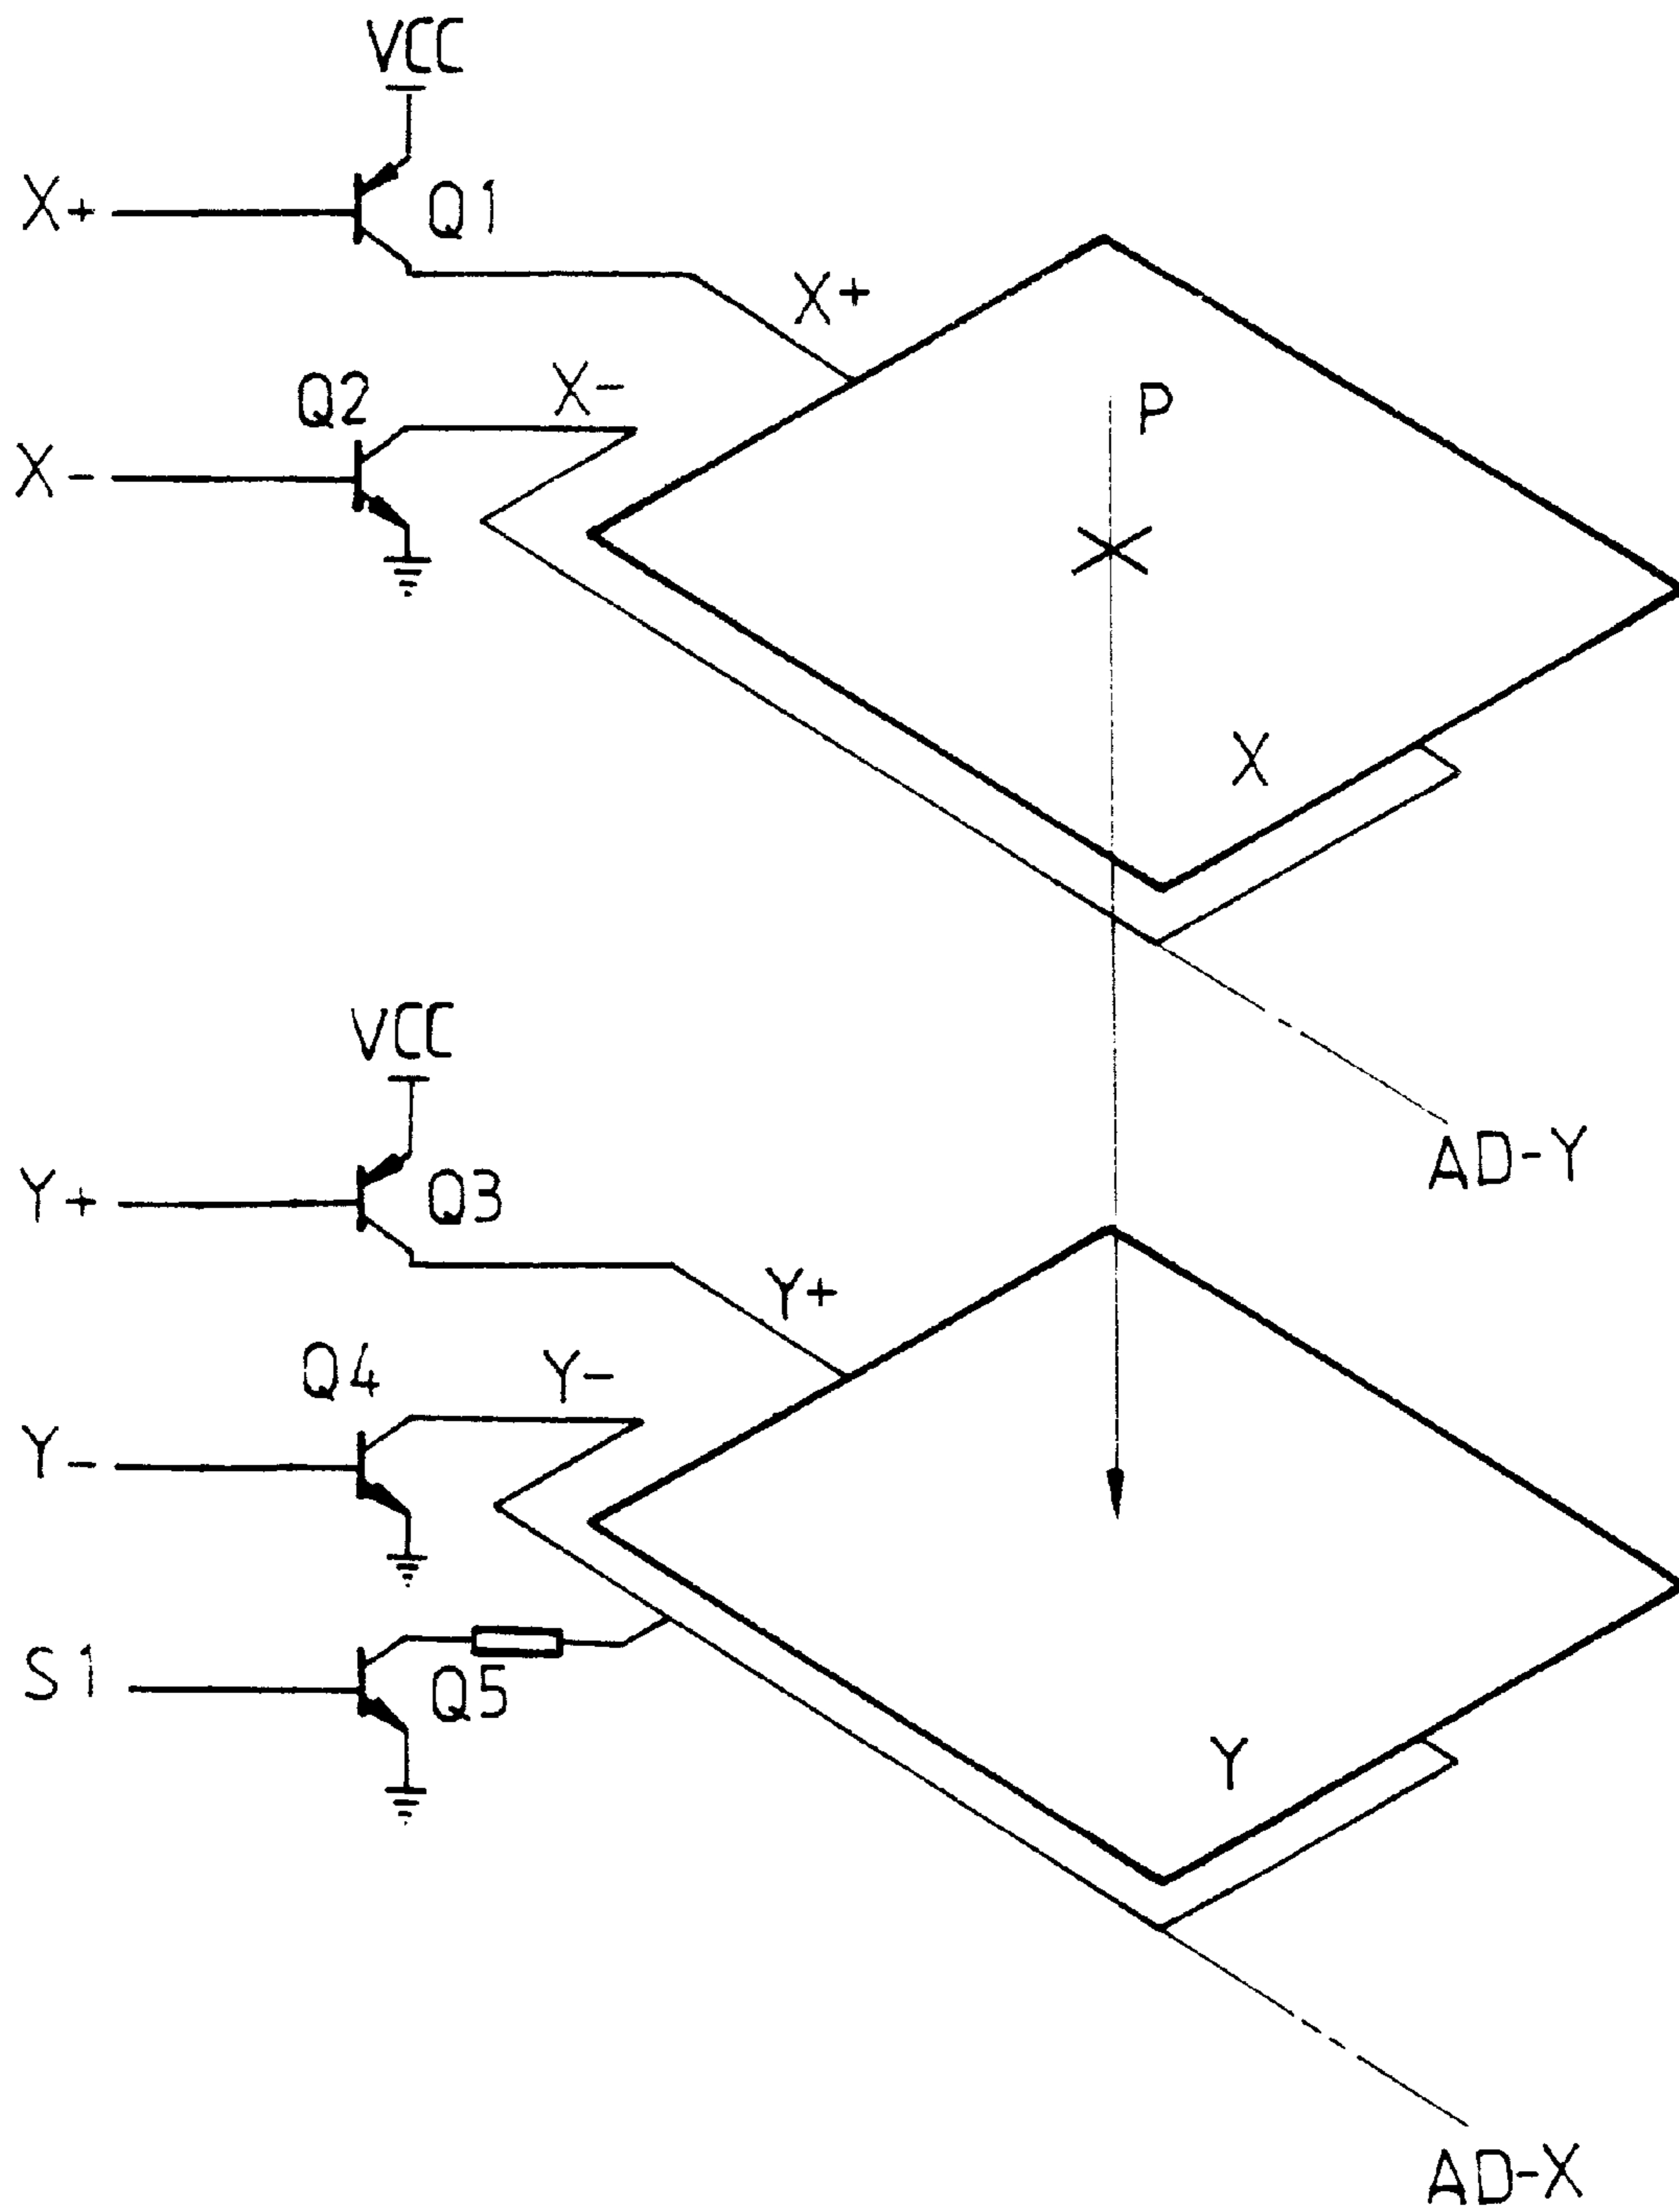 VCC
X+
Q1
X+
Q2
X-
X-
P
X
AD-Y
VCC
Y+
Q3
Y+
Q4
Y-
Y-
S1
Q5
Y
AD-X